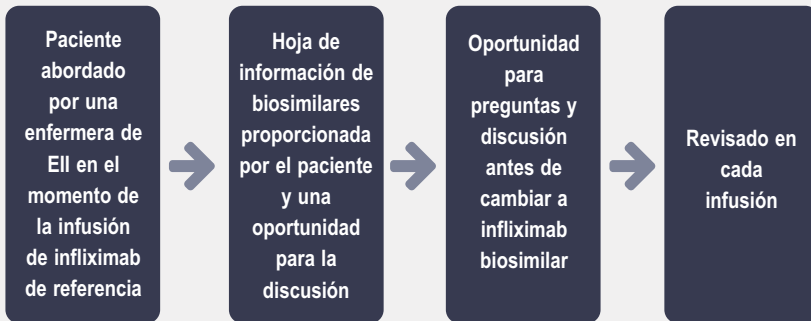 Paciente
abordado
por una
enfermera de
EII en el
momento de
la infusión
de infliximab
de referencia
Hoja de
información de
biosimilares
proporcionada
por el paciente
y una
oportunidad
para la
discusión
Oportunidad
para
preguntas y
discusión
antes de
cambiar a
infliximab
biosimilar
Revisado en
cada
infusión